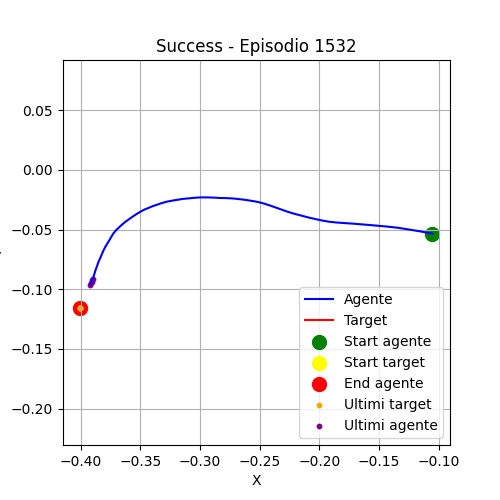 Success - Episodio 1532
0.05
0.00
−0.05
−0.10
−0.15
−0.20
−0.40
−0.35
−0.30
−0.25
−0.20
−0.15
−0.10
X
Agente
Target
Start agente
Start target
End agente
Ultimi target
Ultimi agente